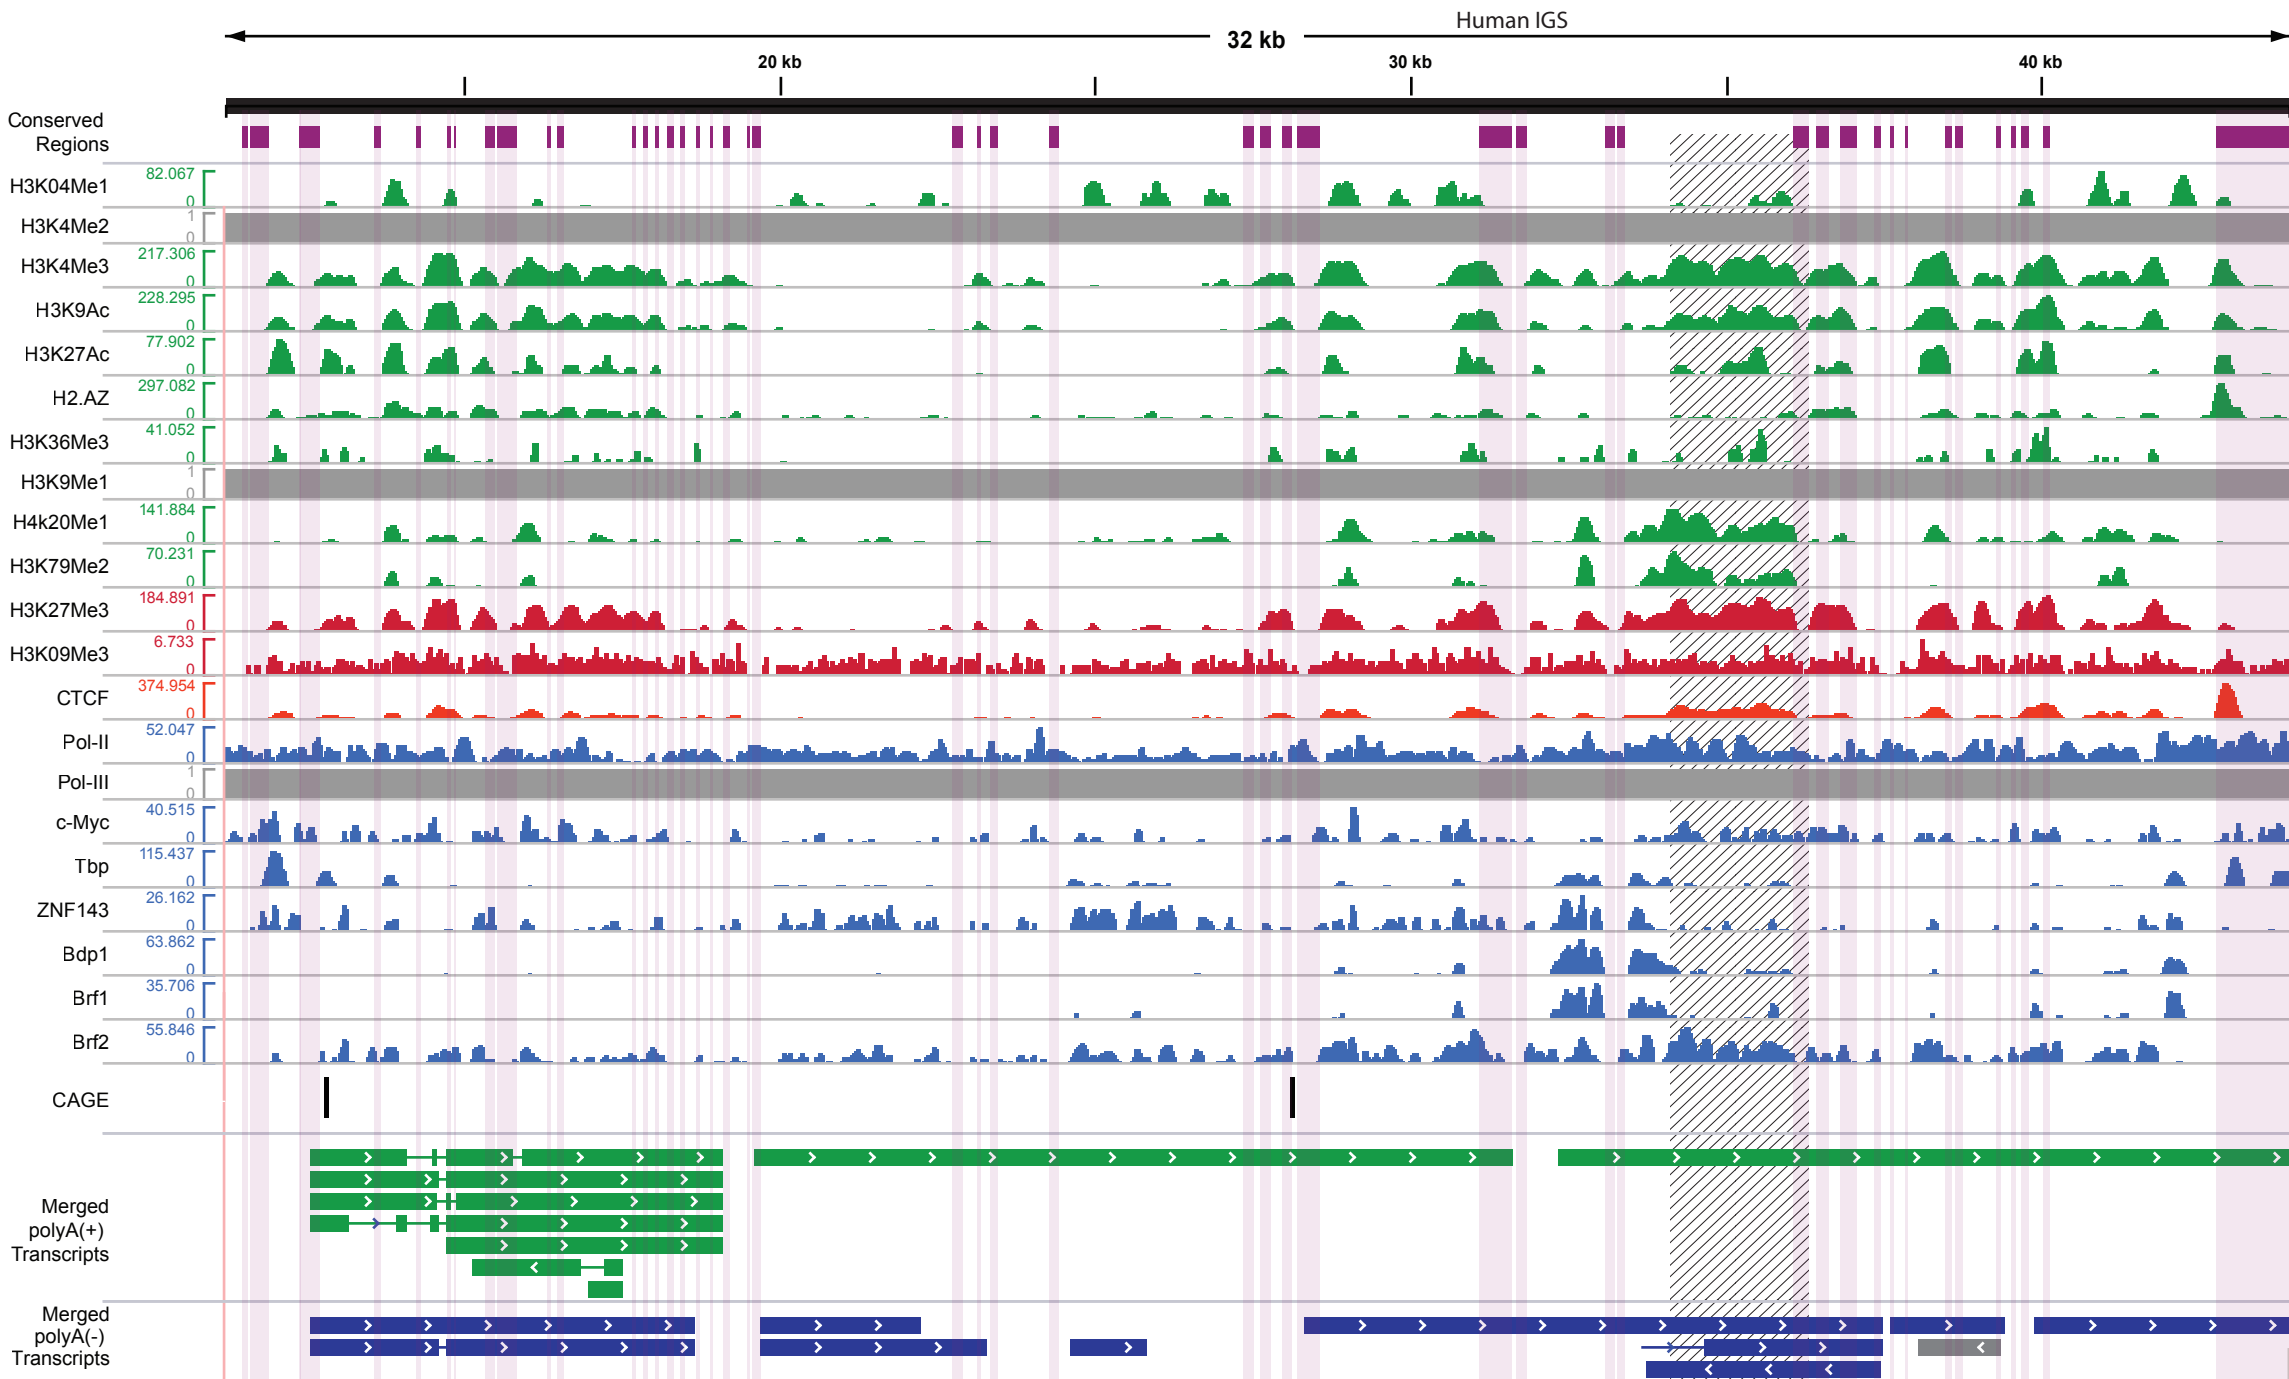 Human IGS
32 kb
20 kb 30 kb 40 kb
Conserved
Regions
H3K04Me1 82.067 0
H3K4Me2 1 0
H3K4Me3 217.306 0
H3K9Ac 228.295 0
H3K27Ac 77.902 0
H2.AZ 297.082 0
H3K36Me3 41.052 0
H3K9Me1 1 0
H4k20Me1 141.884 0
H3K79Me2 70.231 0
H3K27Me3 184.891 0
H3K09Me3 6.733 0
CTCF 374.954 0
Pol-II 52.047 0
Pol-III 1 0
c-Myc 40.515 0
Tbp 115.437 0
ZNF143 26.162 0
Bdp1 63.862 0
Brf1 35.706 0
Brf2 55.846 0
CAGE
Merged
polyA(+)
Transcripts
Merged
polyA(-)
Transcripts